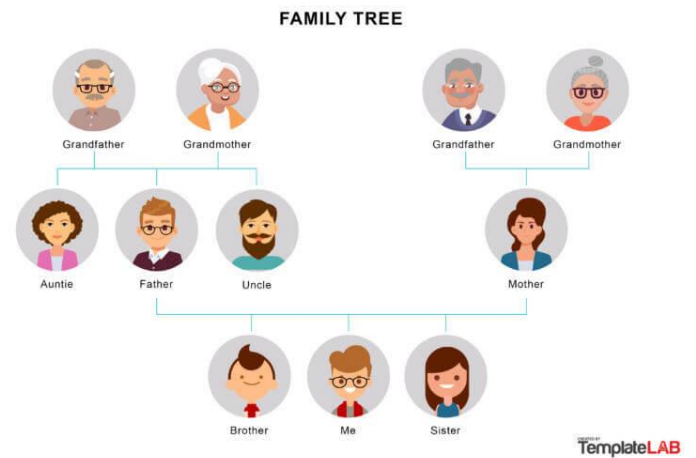 FAMILY TREE
Grandfather
Grandmother
Grandfather
Grandmother
Auntie
Father
Uncle
Mother
Brother
Me
Sister
CREATED BY
TemplateLAB